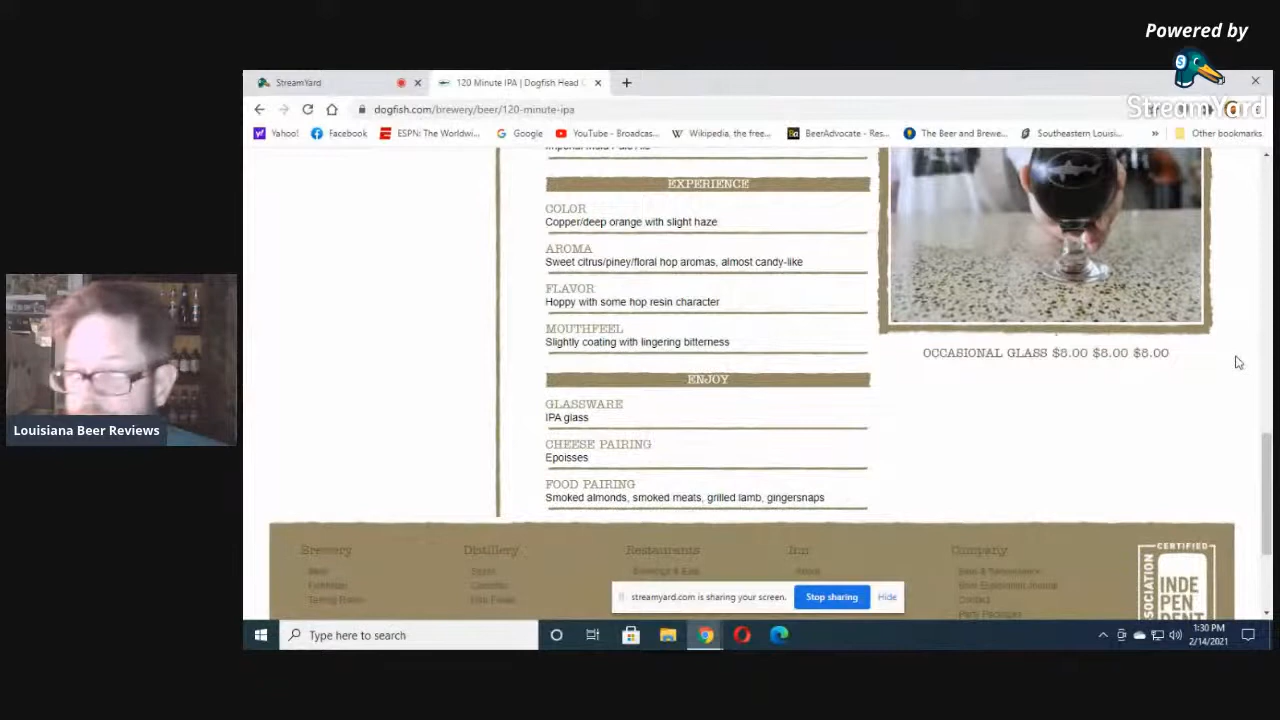 Powered by
StreamYard
StreamYard
120 Minute IPA | Dogfish Head
dogfish.com/brewery/beer/120-minute-ipa
Yahoo!
Facebook
ESPN: The Worldwi...
Google
YouTube - Broadcas...
Wikipedia, the free...
BeerAdvocate - Res...
The Beer and Brewe...
Southeastern Louisi...
»
Other bookmarks
EXPERIENCE
COLOR
Copper/deep orange with slight haze
AROMA
Sweet citrus/piney/floral hop aromas, almost candy-like
FLAVOR
Hoppy with some hop resin character
MOUTHFEEL
Slightly coating with lingering bitterness
OCCASIONAL GLASS $8.00 $8.00 $8.00
ENJOY
GLASSWARE
IPA glass
CHEESE PAIRING
Epoisses
FOOD PAIRING
Smoked almonds, smoked meats, grilled lamb, gingersnaps
Louisiana Beer Reviews
Brewery
Distillery
Restaurants
Inn
Company
Beer
Contact
CERTIFIED
INDE
PEN
DENT
streamyard.com is sharing your screen.
Stop sharing
Hide
Type here to search
1:30 PM
2/14/2021